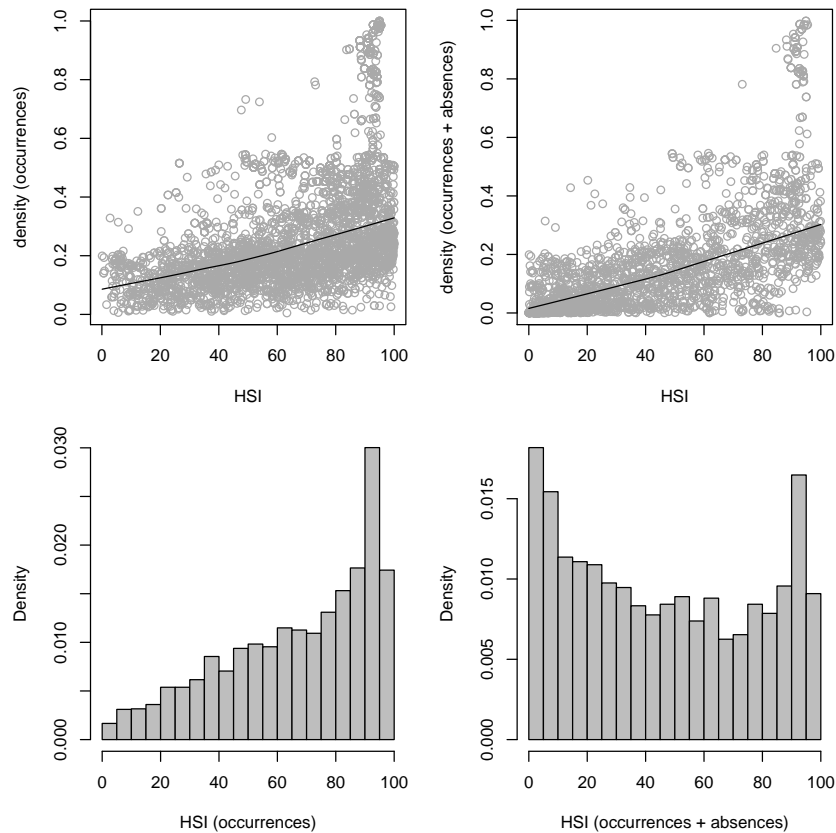 0.0 0.2 0.4 0.6 0.8 1.0
density (occurrences)
0 20 40 60 80 100
HSI
0.0 0.2 0.4 0.6 0.8 1.0
density (occurrences + absences)
0 20 40 60 80 100
HSI
0.000 0.010 0.020 0.030
Density
0 20 40 60 80 100
HSI (occurrences)
0.000 0.005 0.010 0.015
Density
0 20 40 60 80 100
HSI (occurrences + absences)